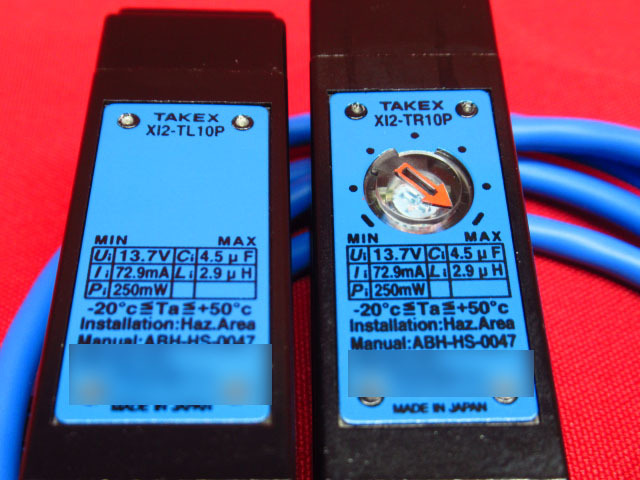 TAKEX
XI2-TL10P
Ui 13.7V Ci 4.5μF
Ii 72.9mA Li 2.9μH
Pi 250mW
-20°c≦Ta≦+50°c
Installation:Haz.Area
Manual:ABH-HS-0047
MADE IN JAPAN
TAKEX
XI2-TR10P
MIN MAX
Ui 13.7V Ci 4.5μF
Ii 72.9mA Li 2.9μH
Pi 250mW
-20°c≦Ta≦+50°c
Installation:Haz.Area
Manual:ABH-HS-0047
MADE IN JAPAN